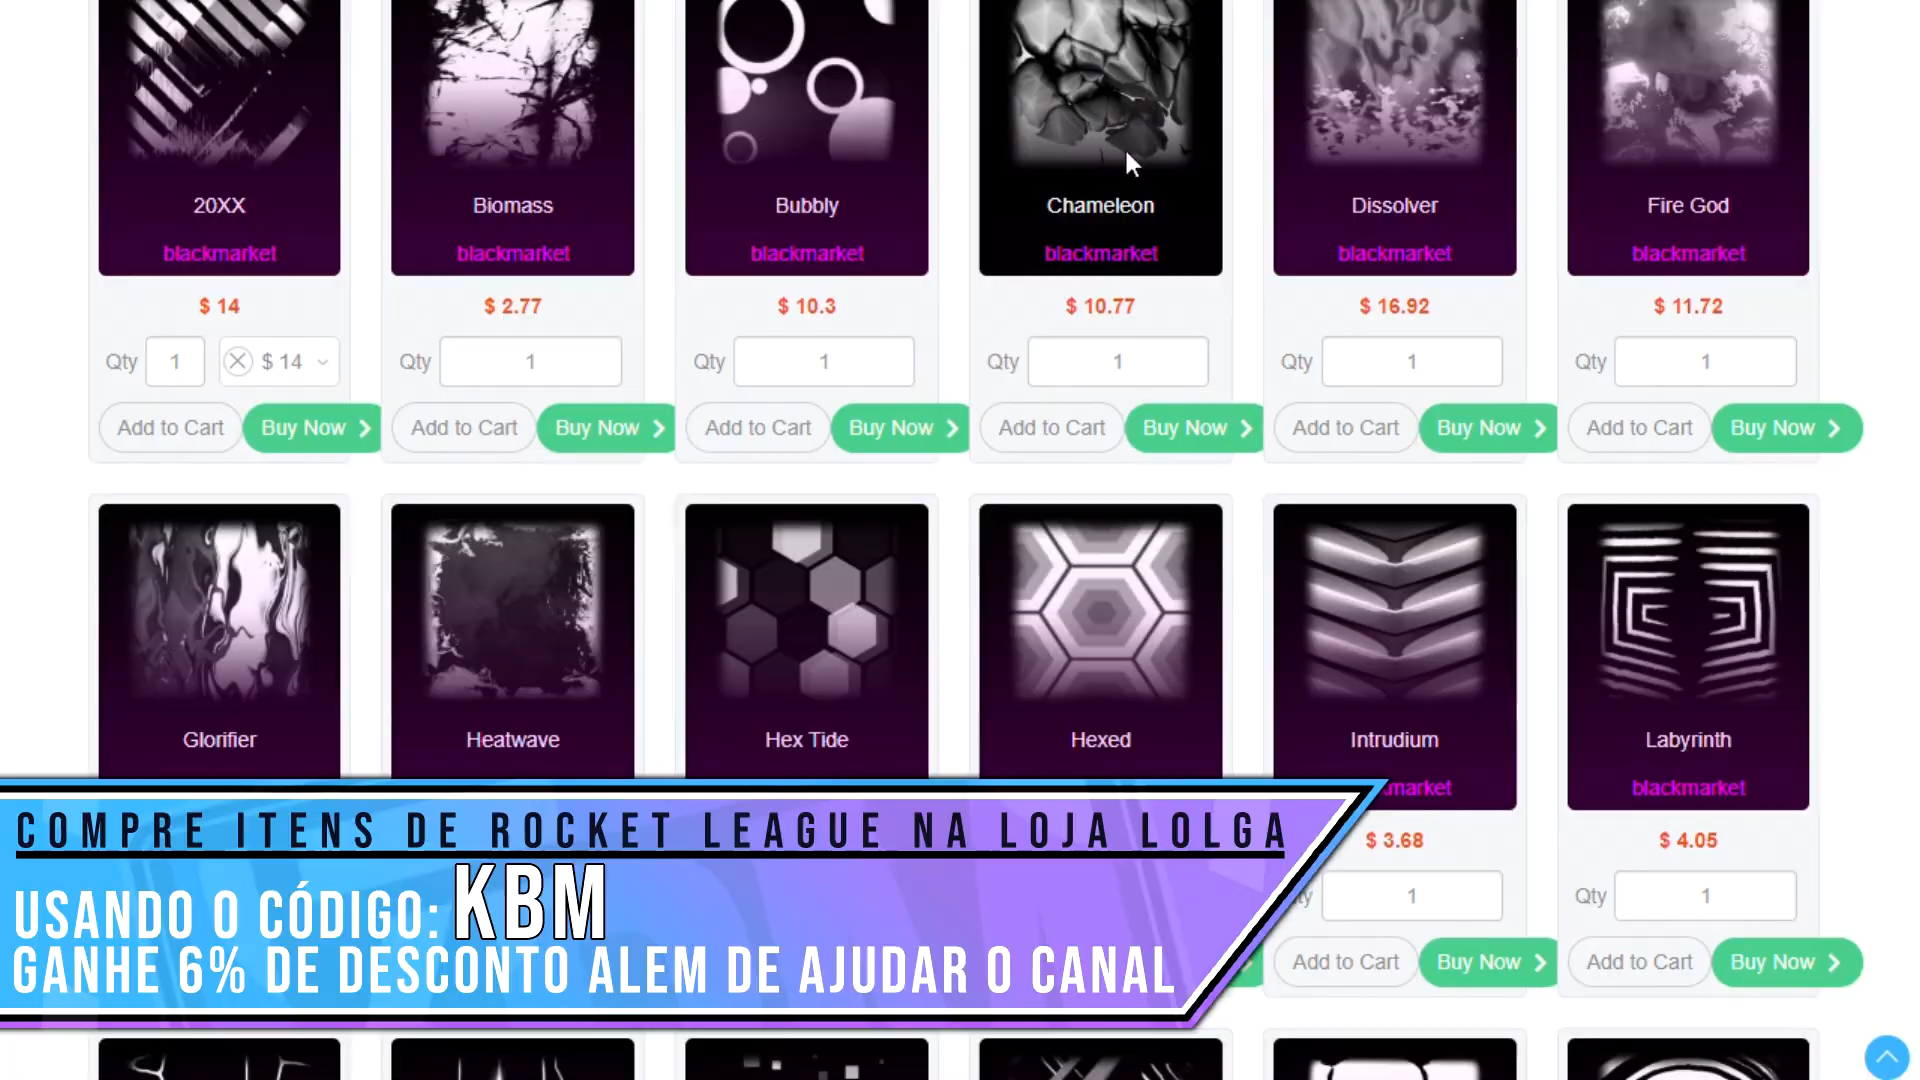 20XX Biomass Bubbly Chameleon Dissolver Fire God
blackmarket blackmarket blackmarket blackmarket blackmarket blackmarket
$ 14 $ 2.77 $ 10.3 $ 10.77 $ 16.92 $ 11.72
Qty 1 $ 14 Qty 1 Qty 1 Qty 1 Qty 1 Qty 1
Add to Cart Buy Now Add to Cart Buy Now Add to Cart Buy Now Add to Cart Buy Now Add to Cart Buy Now Add to Cart Buy Now
Glorifier Heatwave Hex Tide Hexed Intrudium Labyrinth
blackmarket
COMPRE ITENS DE ROCKET LEAGUE NA LOJA LOLGA
$ 3.68 $ 4.05
USANDO O CÓDIGO: KBM
1 Qty 1
GANHE 6% DE DESCONTO ALEM DE AJUDAR O CANAL
Add to Cart Buy Now Add to Cart Buy Now